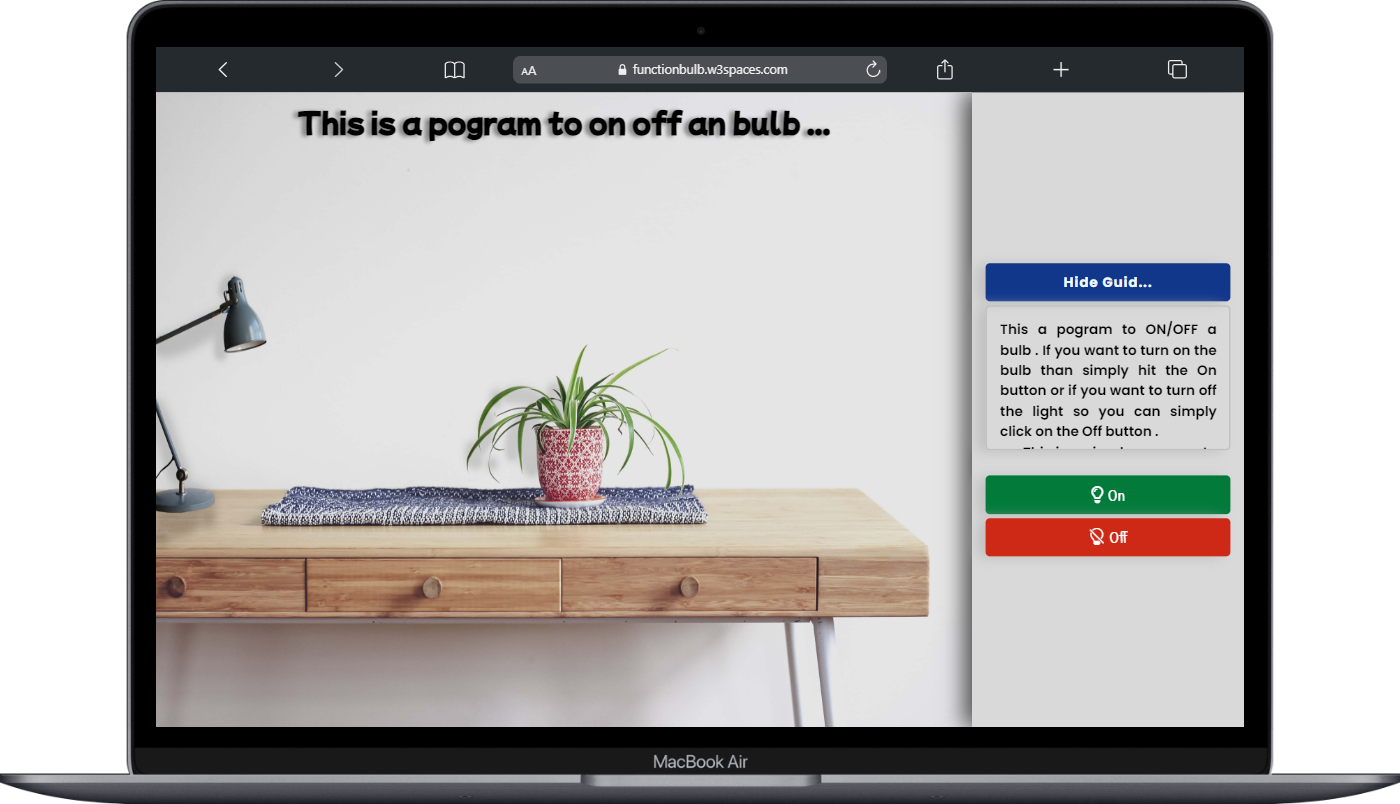 AA functionbulb.w3spaces.com
This is a pogram to on off an bulb ...
Hide Guid...
This a pogram to ON/OFF a
bulb . If you want to turn on the
bulb than simply hit the On
button or if you want to turn off
the light so you can simply
click on the Off button .
On
Off
MacBook Air